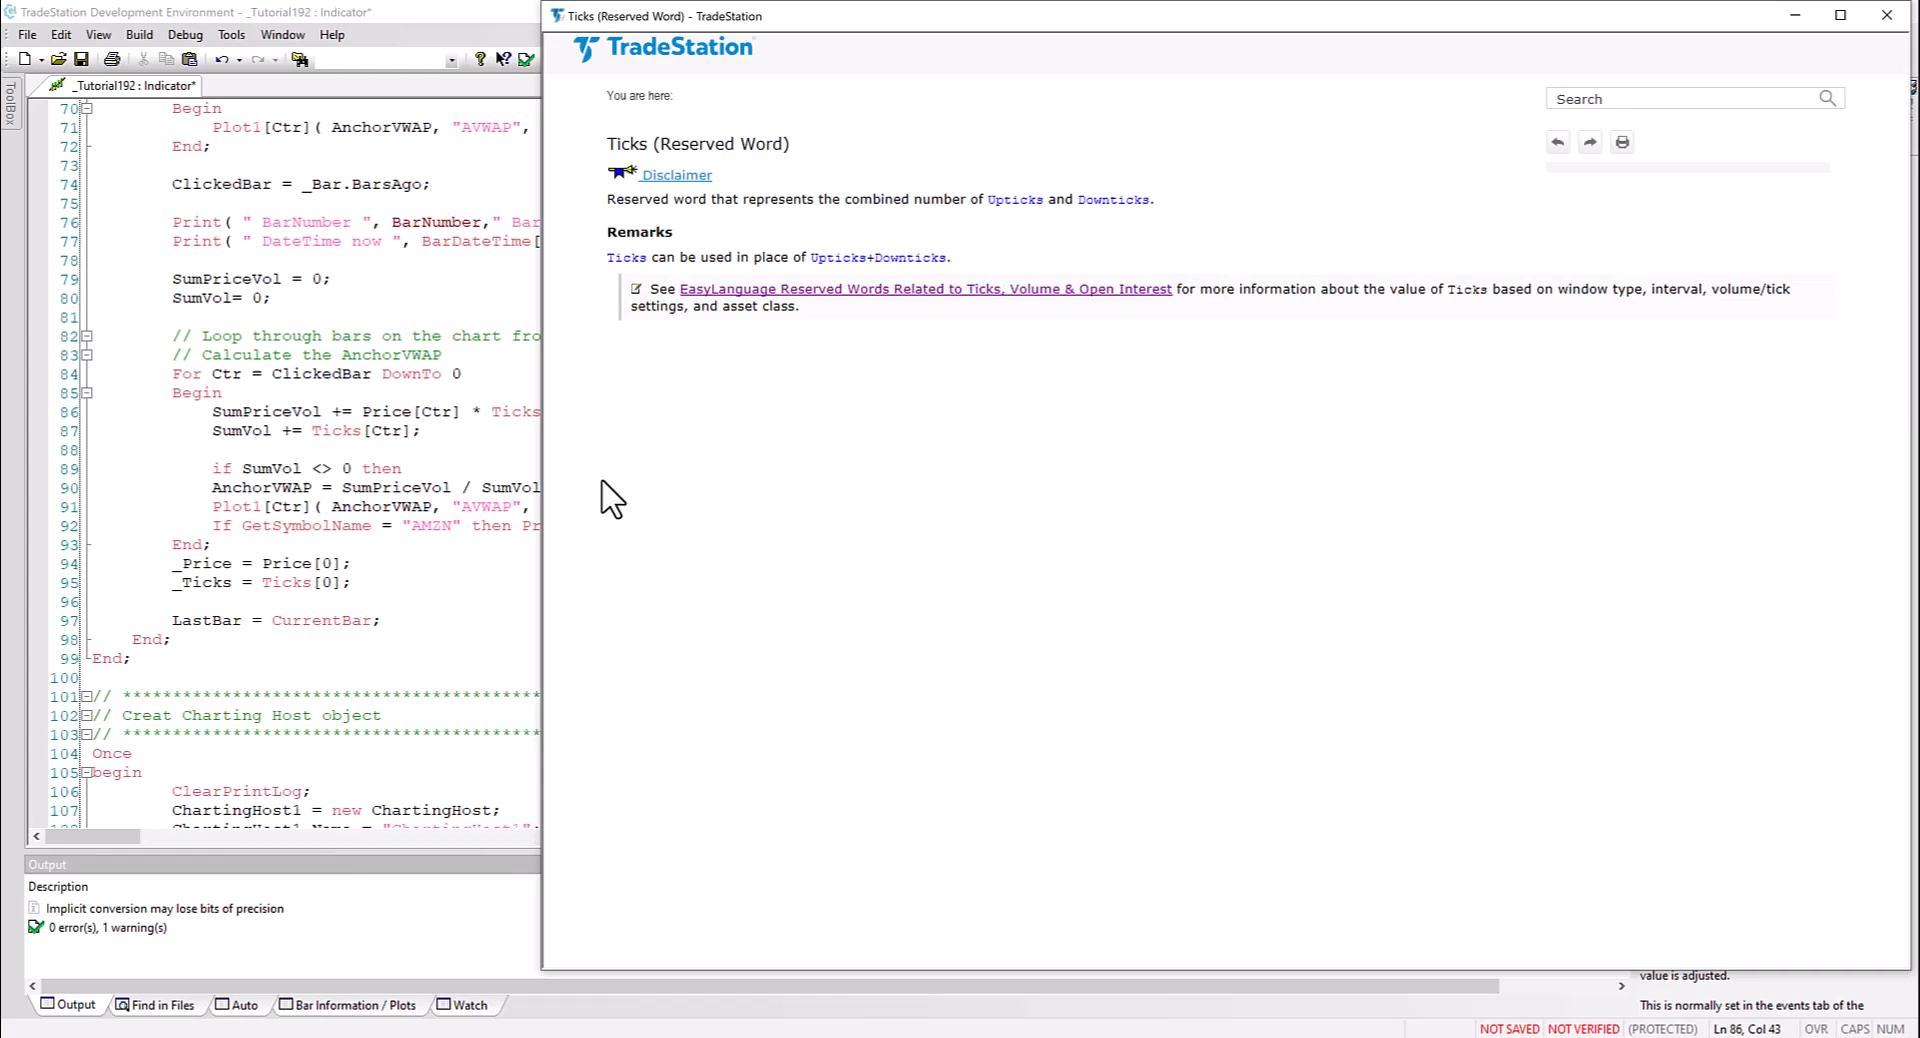 TradeStation Development Environment - _Tutorial192 : Indicator*
File Edit View Build Debug Tools Window Help
ToolBox
_Tutorial192 : Indicator*
70 Begin
71 Plot1[Ctr]( AnchorVWAP, "AVWAP",
72 End;
73
74 ClickedBar = _Bar.BarsAgo;
75
76 Print( " BarNumber ", BarNumber," Bar
77 Print( " DateTime now ", BarDateTime[
78
79 SumPriceVol = 0;
80 SumVol= 0;
81
82 // Loop through bars on the chart fro
83 // Calculate the AnchorVWAP
84 For Ctr = ClickedBar DownTo 0
85 Begin
86 SumPriceVol += Price[Ctr] * Ticks
87 SumVol += Ticks[Ctr];
88
89 if SumVol <> 0 then
90 AnchorVWAP = SumPriceVol / SumVol
91 Plot1[Ctr]( AnchorVWAP, "AVWAP",
92 If GetSymbolName = "AMZN" then Pr
93 End;
94 _Price = Price[0];
95 _Ticks = Ticks[0];
96
97 LastBar = CurrentBar;
98 End;
99 End;
100
101 // ******************************************
102 // Creat Charting Host object
103 // ******************************************
104 Once
105 begin
106 ClearPrintLog;
107 ChartingHost1 = new ChartingHost;
ChartingHost1.Name = "ChartingHost1";
Output
Description
Implicit conversion may lose bits of precision
0 error(s), 1 warning(s)
Output Find in Files Auto Bar Information / Plots Watch
Ticks (Reserved Word) - TradeStation
TradeStation
You are here:
Search
Ticks (Reserved Word)
Disclaimer
Reserved word that represents the combined number of Upticks and Downticks.
Remarks
Ticks can be used in place of Upticks+Downticks.
See EasyLanguage Reserved Words Related to Ticks, Volume & Open Interest for more information about the value of Ticks based on window type, interval, volume/tick
settings, and asset class.
value is adjusted.
This is normally set in the events tab of the
NOT SAVED NOT VERIFIED (PROTECTED) Ln 86, Col 43 OVR CAPS NUM